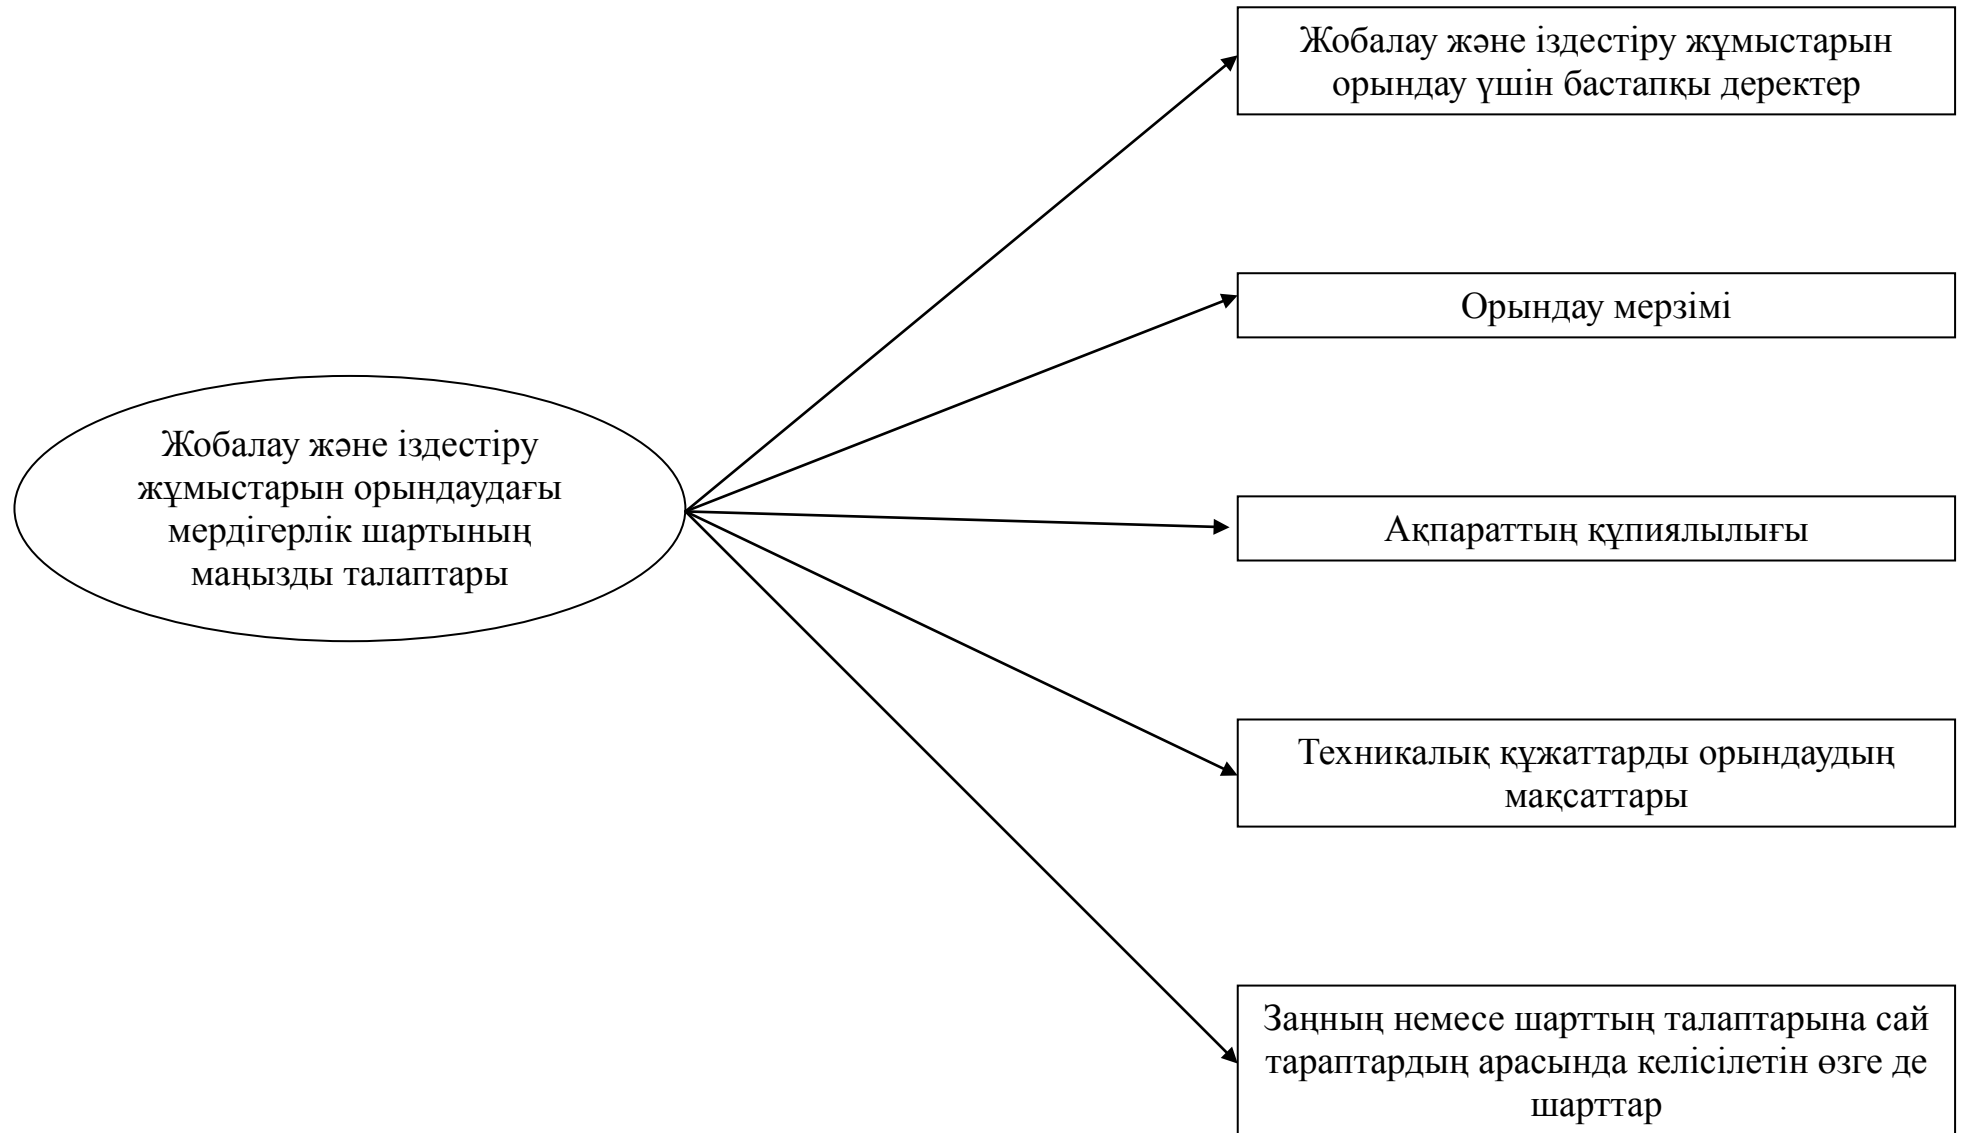 Жобалау және іздестіру
жұмыстарын орындаудағы
мердігерлік шартының
маңызды талаптары
Жобалау және іздестіру жұмыстарын
орындау үшін бастапқы деректер
Орындау мерзімі
Ақпараттың құпиялылығы
Техникалық құжаттарды орындаудың
мақсаттары
Заңның немесе шарттың талаптарына сай
тараптардың арасында келісілетін өзге де
шарттар